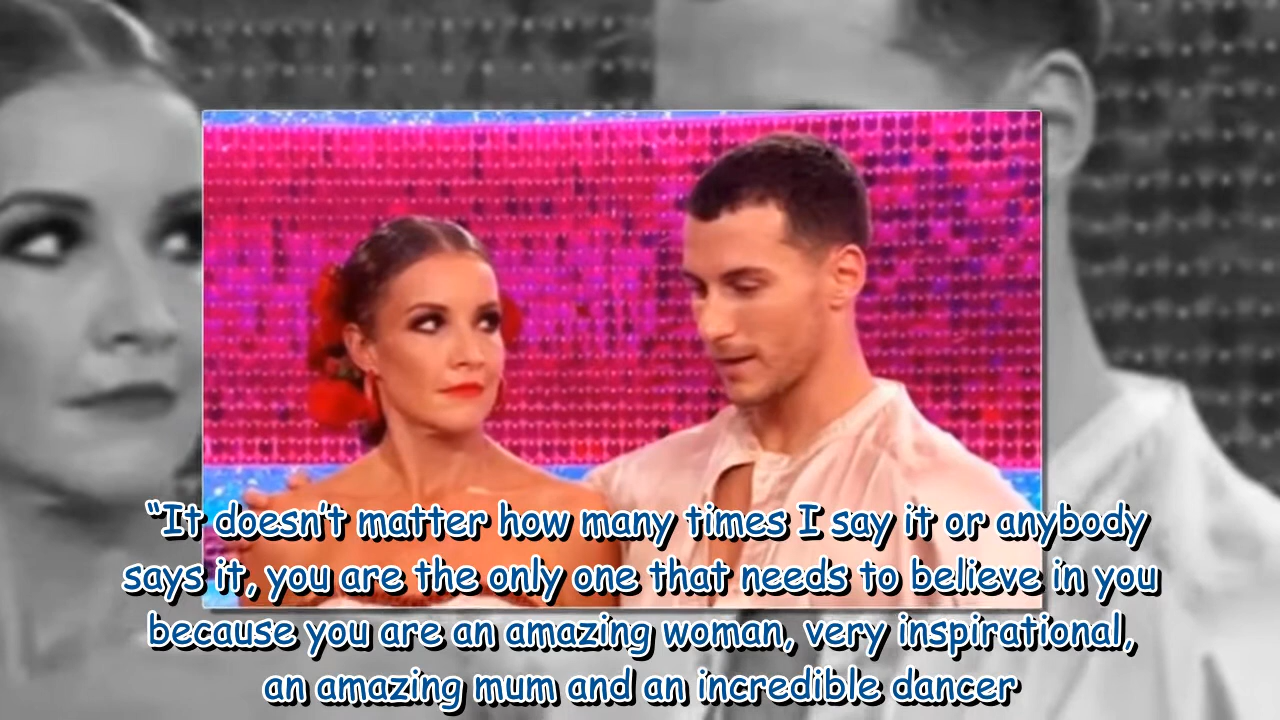 “It doesn't matter how many times I say it or anybody
says it, you are the only one that needs to believe in you
because you are an amazing woman, very inspirational,
an amazing mum and an incredible dancer